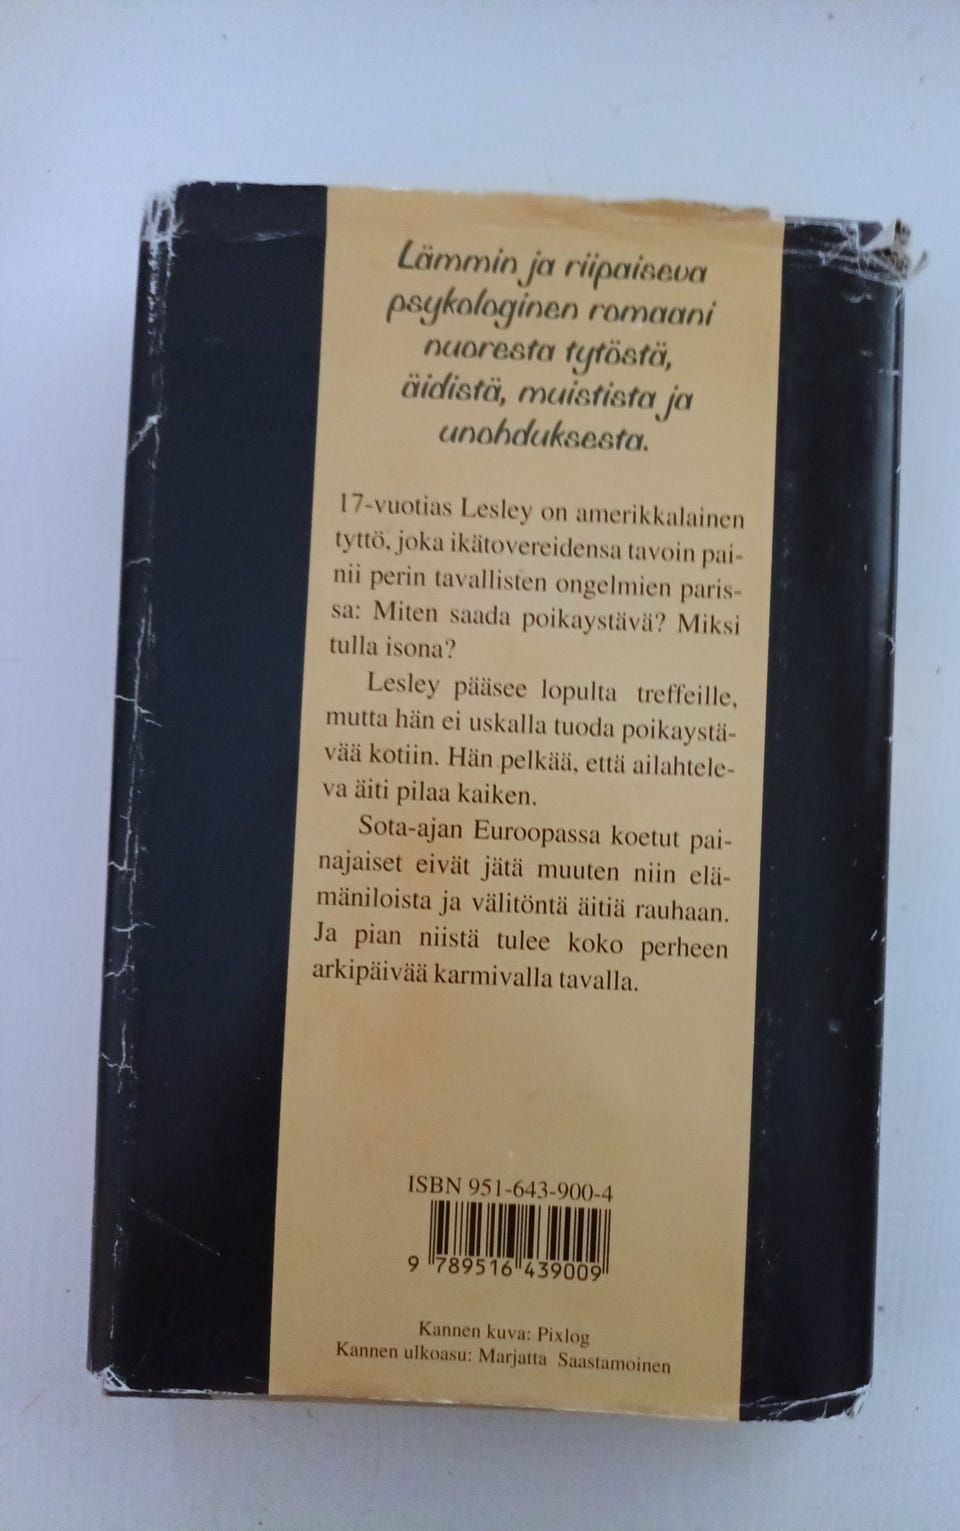 Lämmin ja riipaiseva
psykologinen romaani
nuoresta tytöstä,
äidistä, muistista ja
unohduksesta.
17-vuotias Lesley on amerikkalainen
tyttö, joka ikätovereidensa tavoin pai-
nii perin tavallisten ongelmien paris-
sa: Miten saada poikaystävä? Miksi
tulla isona?
Lesley pääsee lopulta treffeille,
mutta hän ei uskalla tuoda poikaystä-
vää kotiin. Hän pelkää, että ailahtele-
va äiti pilaa kaiken.
Sota-ajan Euroopassa koetut pai-
najaiset eivät jätä muuten niin elä-
mäniloista ja välitöntä äitiä rauhaan.
Ja pian niistä tulee koko perheen
arkipäivää karmivalla tavalla.
ISBN 951-643-900-4
9 789516 439009
Kannen kuva: Pixlog
Kannen ulkoasu: Marjatta Saastamoinen